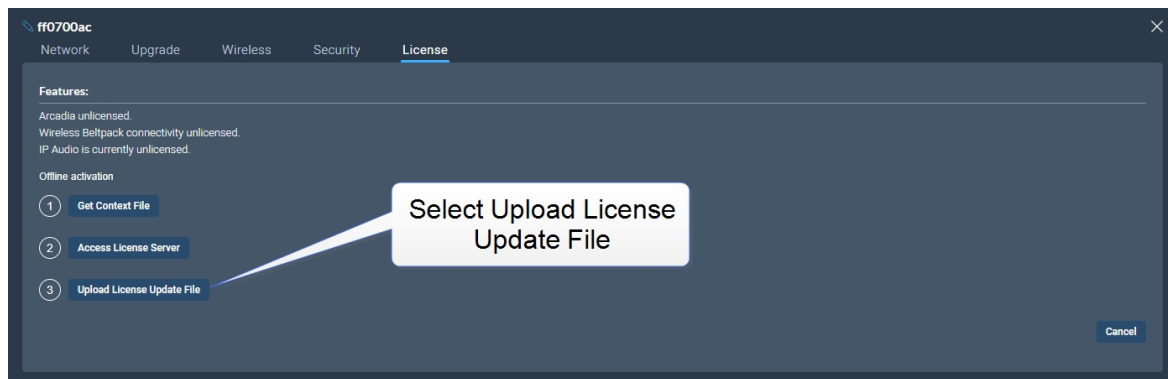 ff0700ac
Network Upgrade Wireless Security License
Features:
Arcadia unlicensed.
Wireless Beltpack connectivity unlicensed.
IP Audio is currently unlicensed.
Offline activation
1 Get Context File
2 Access License Server
3 Upload License Update File
Select Upload License
Update File
Cancel